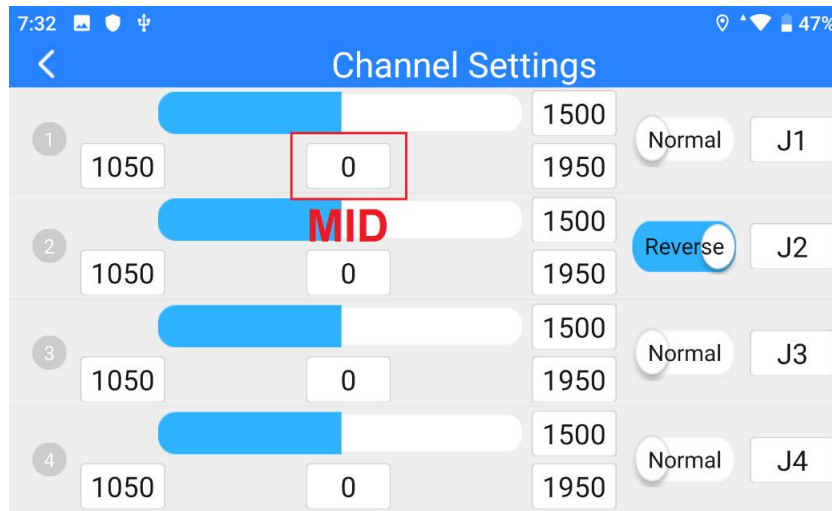 7:32 47%
Channel Settings
1 1500
Normal J1
1050 0 1950
MID
2 1500
Reverse J2
1050 0 1950
3 1500
Normal J3
1050 0 1950
4 1500
Normal J4
1050 0 1950